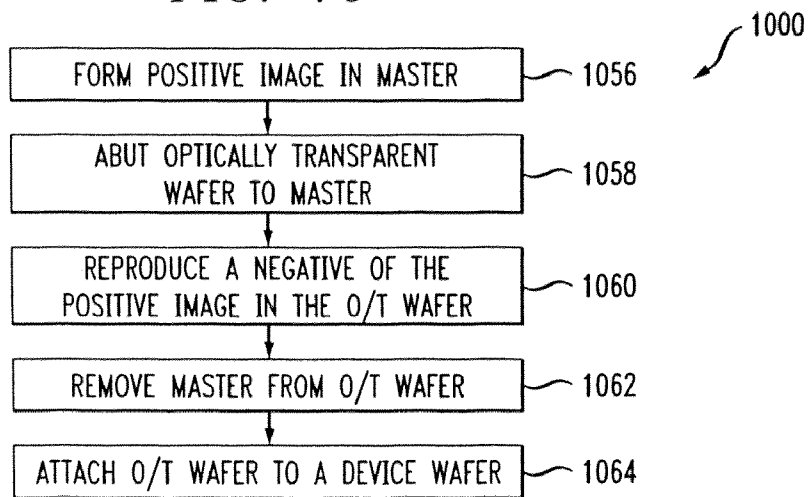 1000
FORM POSITIVE IMAGE IN MASTER
1056
ABUT OPTICALLY TRANSPARENT
WAFER TO MASTER
1058
REPRODUCE A NEGATIVE OF THE
POSITIVE IMAGE IN THE O/T WAFER
1060
REMOVE MASTER FROM O/T WAFER
1062
ATTACH O/T WAFER TO A DEVICE WAFER
1064